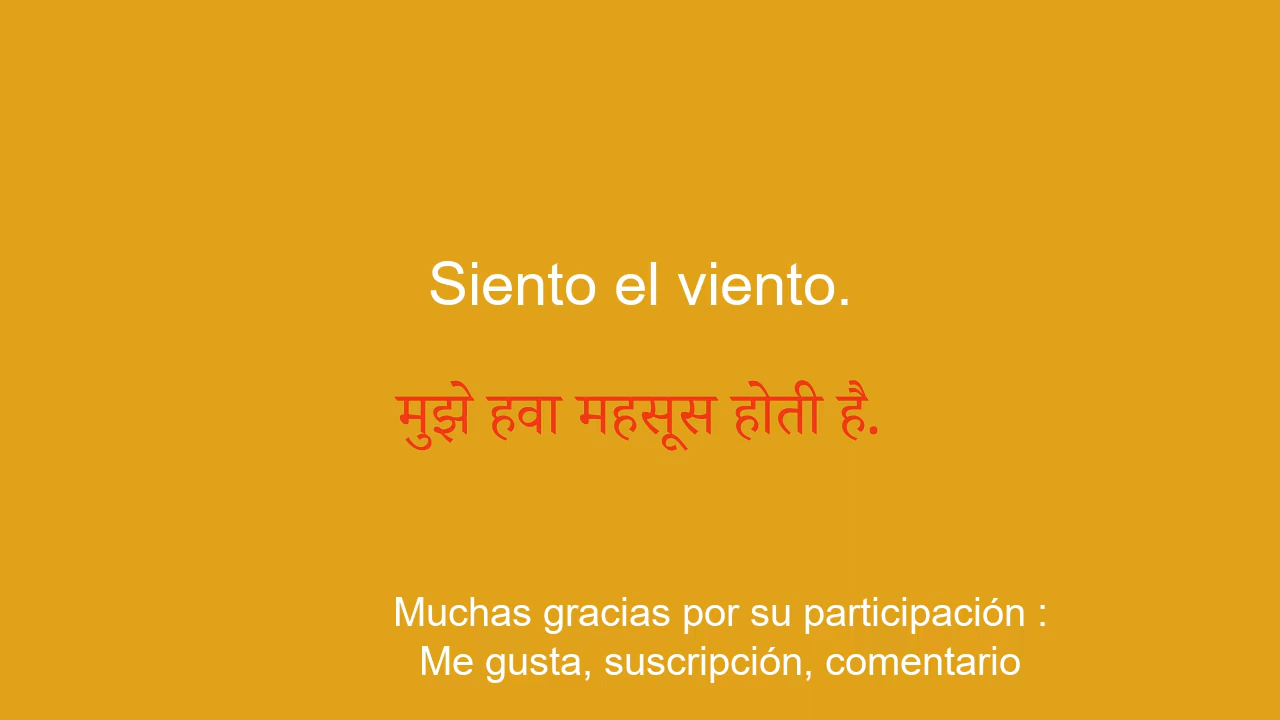 Siento el viento.
मुझे हवा महसूस होती है.
Muchas gracias por su participación :
Me gusta, suscripción, comentario